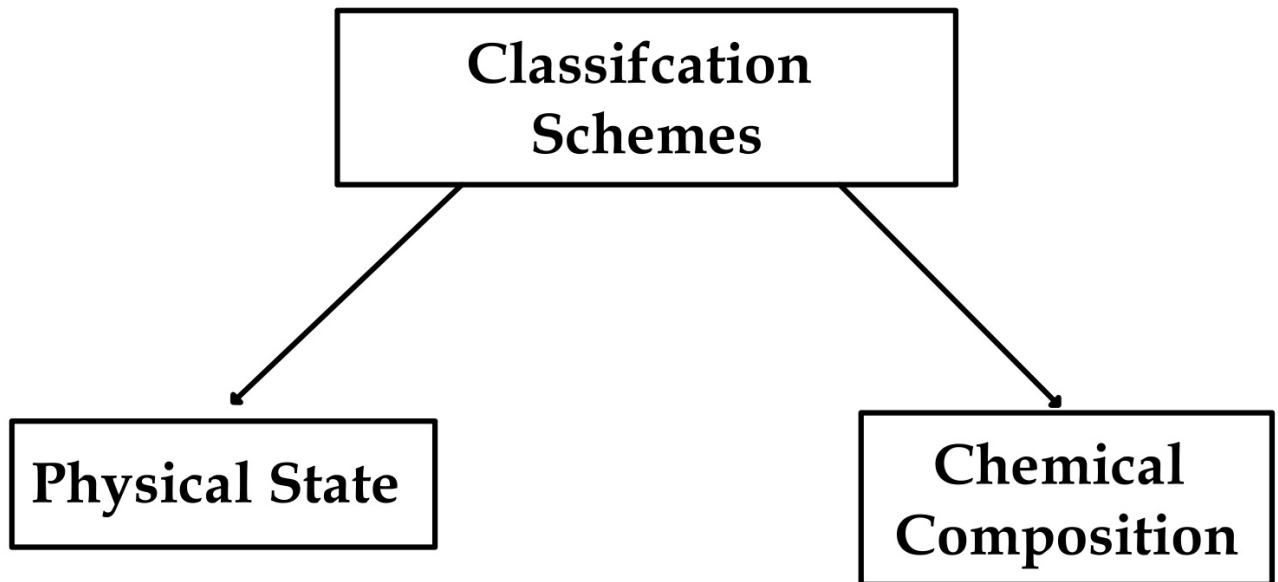 Classifcation
Schemes
Physical State
Chemical
Composition